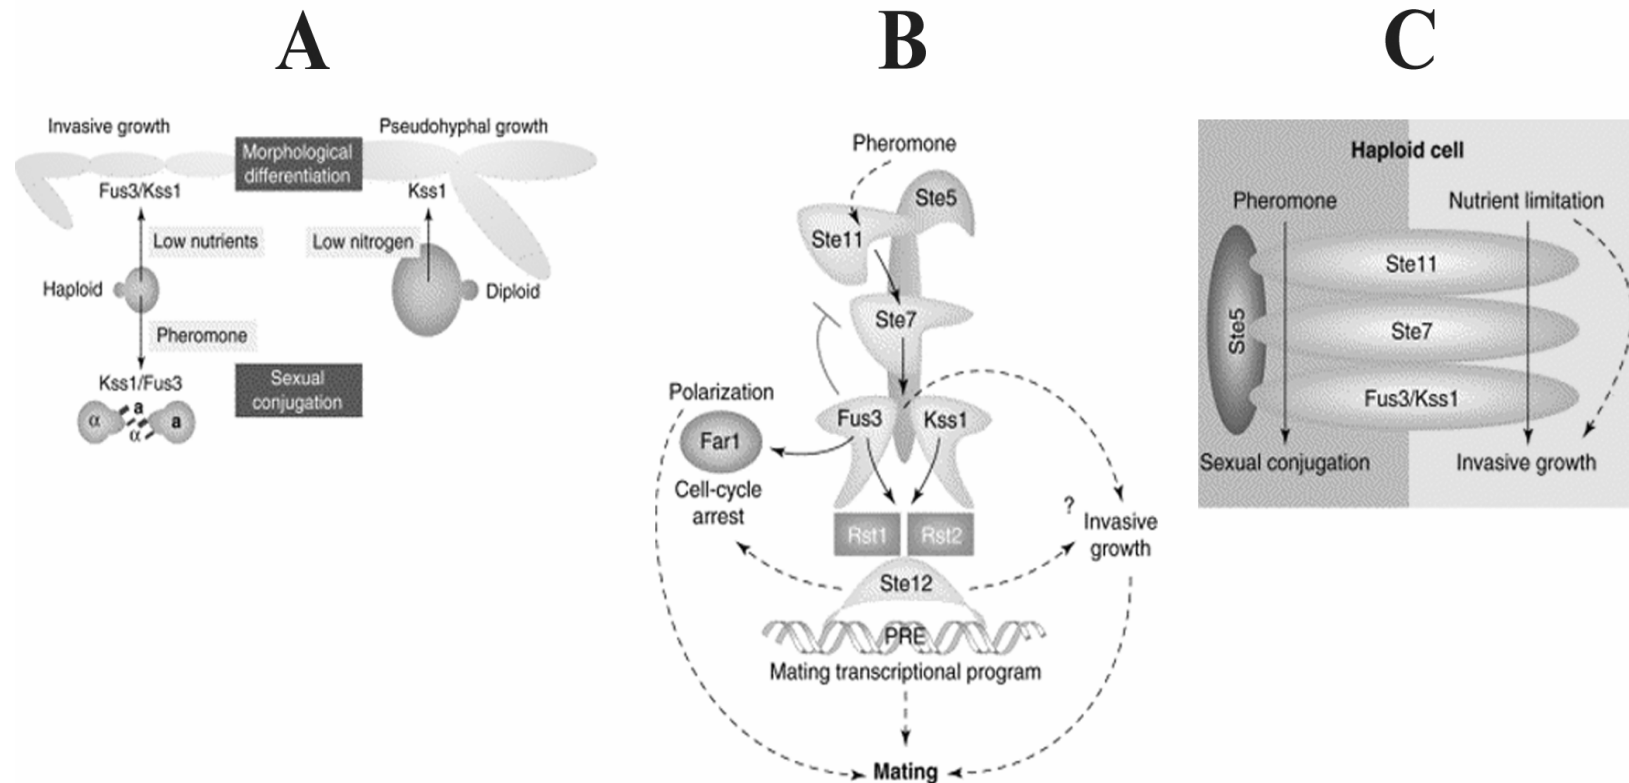 A
Invasive growth
Pseudohyphal growth
Morphological
differentiation
Fus3/Kss1
Kss1
Low nutrients
Low nitrogen
Haploid
Diploid
Pheromone
Kss1/Fus3
Sexual
conjugation
α
a
α
a
B
Pheromone
Ste5
Ste11
Ste7
Polarization
Fus3
Kss1
Far1
Cell-cycle
arrest
?
Invasive
growth
Rst1
Rst2
Ste12
PRE
Mating transcriptional program
Mating
C
Haploid cell
Pheromone
Nutrient limitation
Ste11
Ste5
Ste7
Fus3/Kss1
Sexual conjugation
Invasive growth